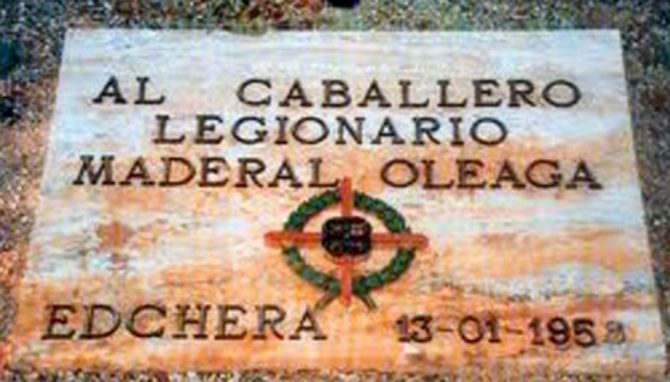 AL CABALLERO
LEGIONARIO
MADERAL OLEAGA
EDCHERA 13-01-1958